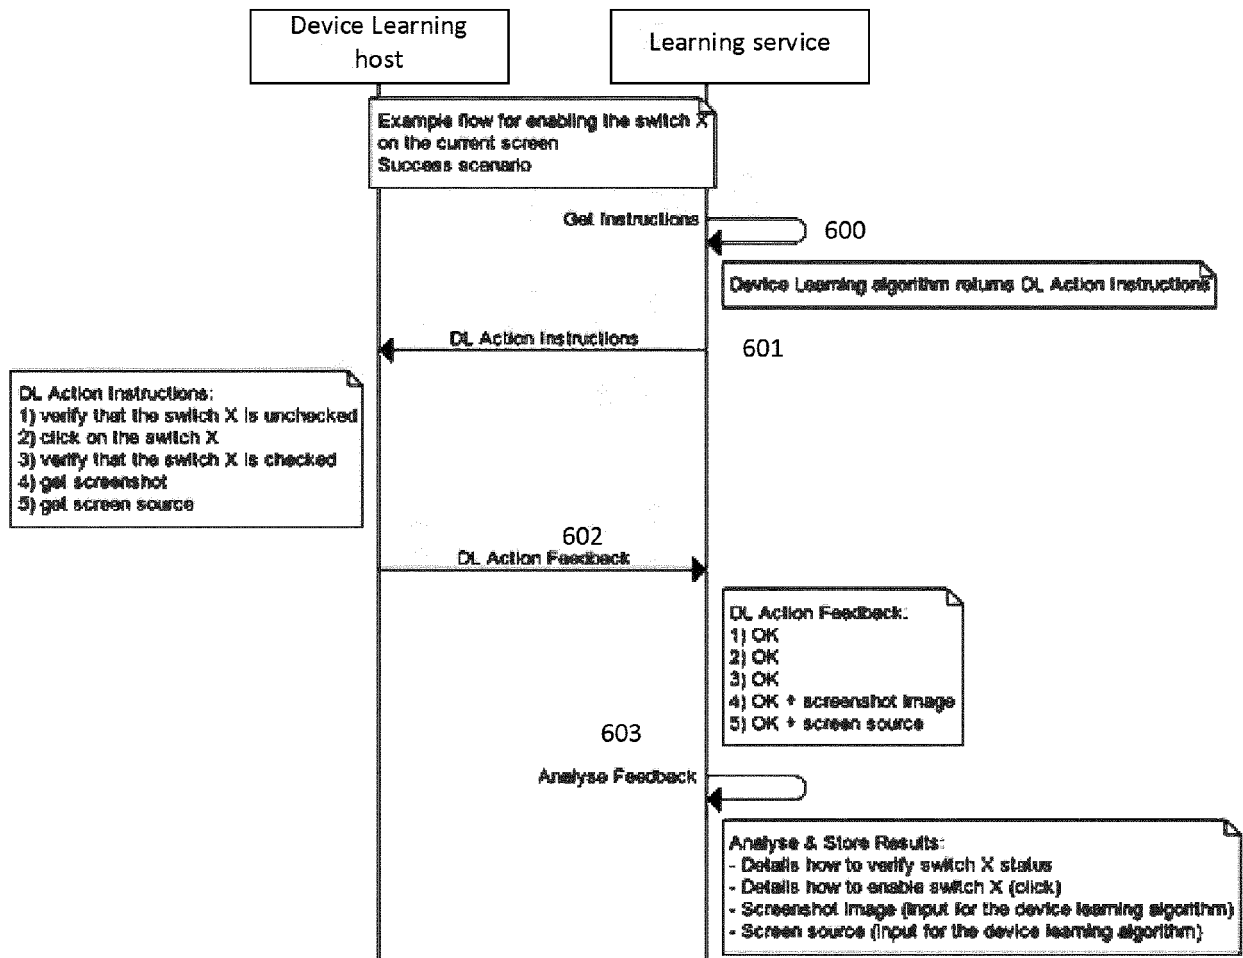 Device Learning
host
Learning service
Example flow for enabling the switch X
on the current screen
Success scenario
Get Instructions
600
Device Learning algorithm returns DL Action Instructions
DL Action Instructions
601
DL Action Instructions:
1) verify that the switch X is unchecked
2) click on the switch X
3) verify that the switch X is checked
4) get screenshot
5) get screen source
602
DL Action Feedback
DL Action Feedback:
1) OK
2) OK
3) OK
4) OK + screenshot image
5) OK + screen source
603
Analyse Feedback
Analyse & Store Results:
- Details how to verify switch X status
- Details how to enable switch X (click)
- Screenshot image (input for the device learning algorithm)
- Screen source (input for the device learning algorithm)